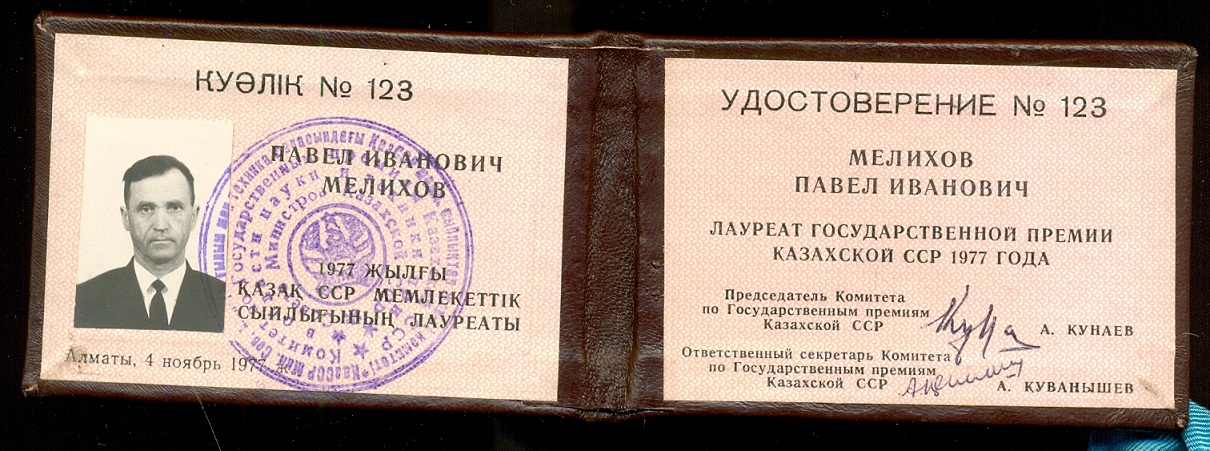 КУӘЛІК № 123
ПАВЕЛ ИВАНОВИЧ
МЕЛИХОВ
1977 ЖЫЛҒЫ
ҚАЗАҚ ССР МЕМЛЕКЕТТІК
СЫЙЛЫҒЫНЫҢ ЛАУРЕАТЫ
Алматы, 4 ноябрь 1977 ж.
УДОСТОВЕРЕНИЕ № 123
МЕЛИХОВ
ПАВЕЛ ИВАНОВИЧ
ЛАУРЕАТ ГОСУДАРСТВЕННОЙ ПРЕМИИ
КАЗАХСКОЙ ССР 1977 ГОДА
Председатель Комитета
по Государственным премиям
Казахской ССР
А. КУНАЕВ
Ответственный секретарь Комитета
по Государственным премиям
Казахской ССР
А. КУВАНЫШЕВ